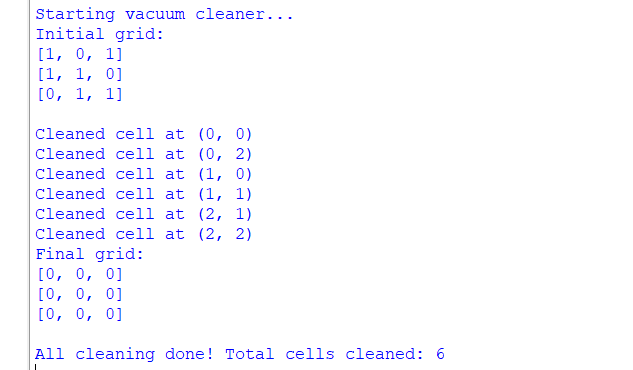 Starting vacuum cleaner...
Initial grid:
[1, 0, 1]
[1, 1, 0]
[0, 1, 1]
Cleaned cell at (0, 0)
Cleaned cell at (0, 2)
Cleaned cell at (1, 0)
Cleaned cell at (1, 1)
Cleaned cell at (2, 1)
Cleaned cell at (2, 2)
Final grid:
[0, 0, 0]
[0, 0, 0]
[0, 0, 0]
All cleaning done! Total cells cleaned: 6